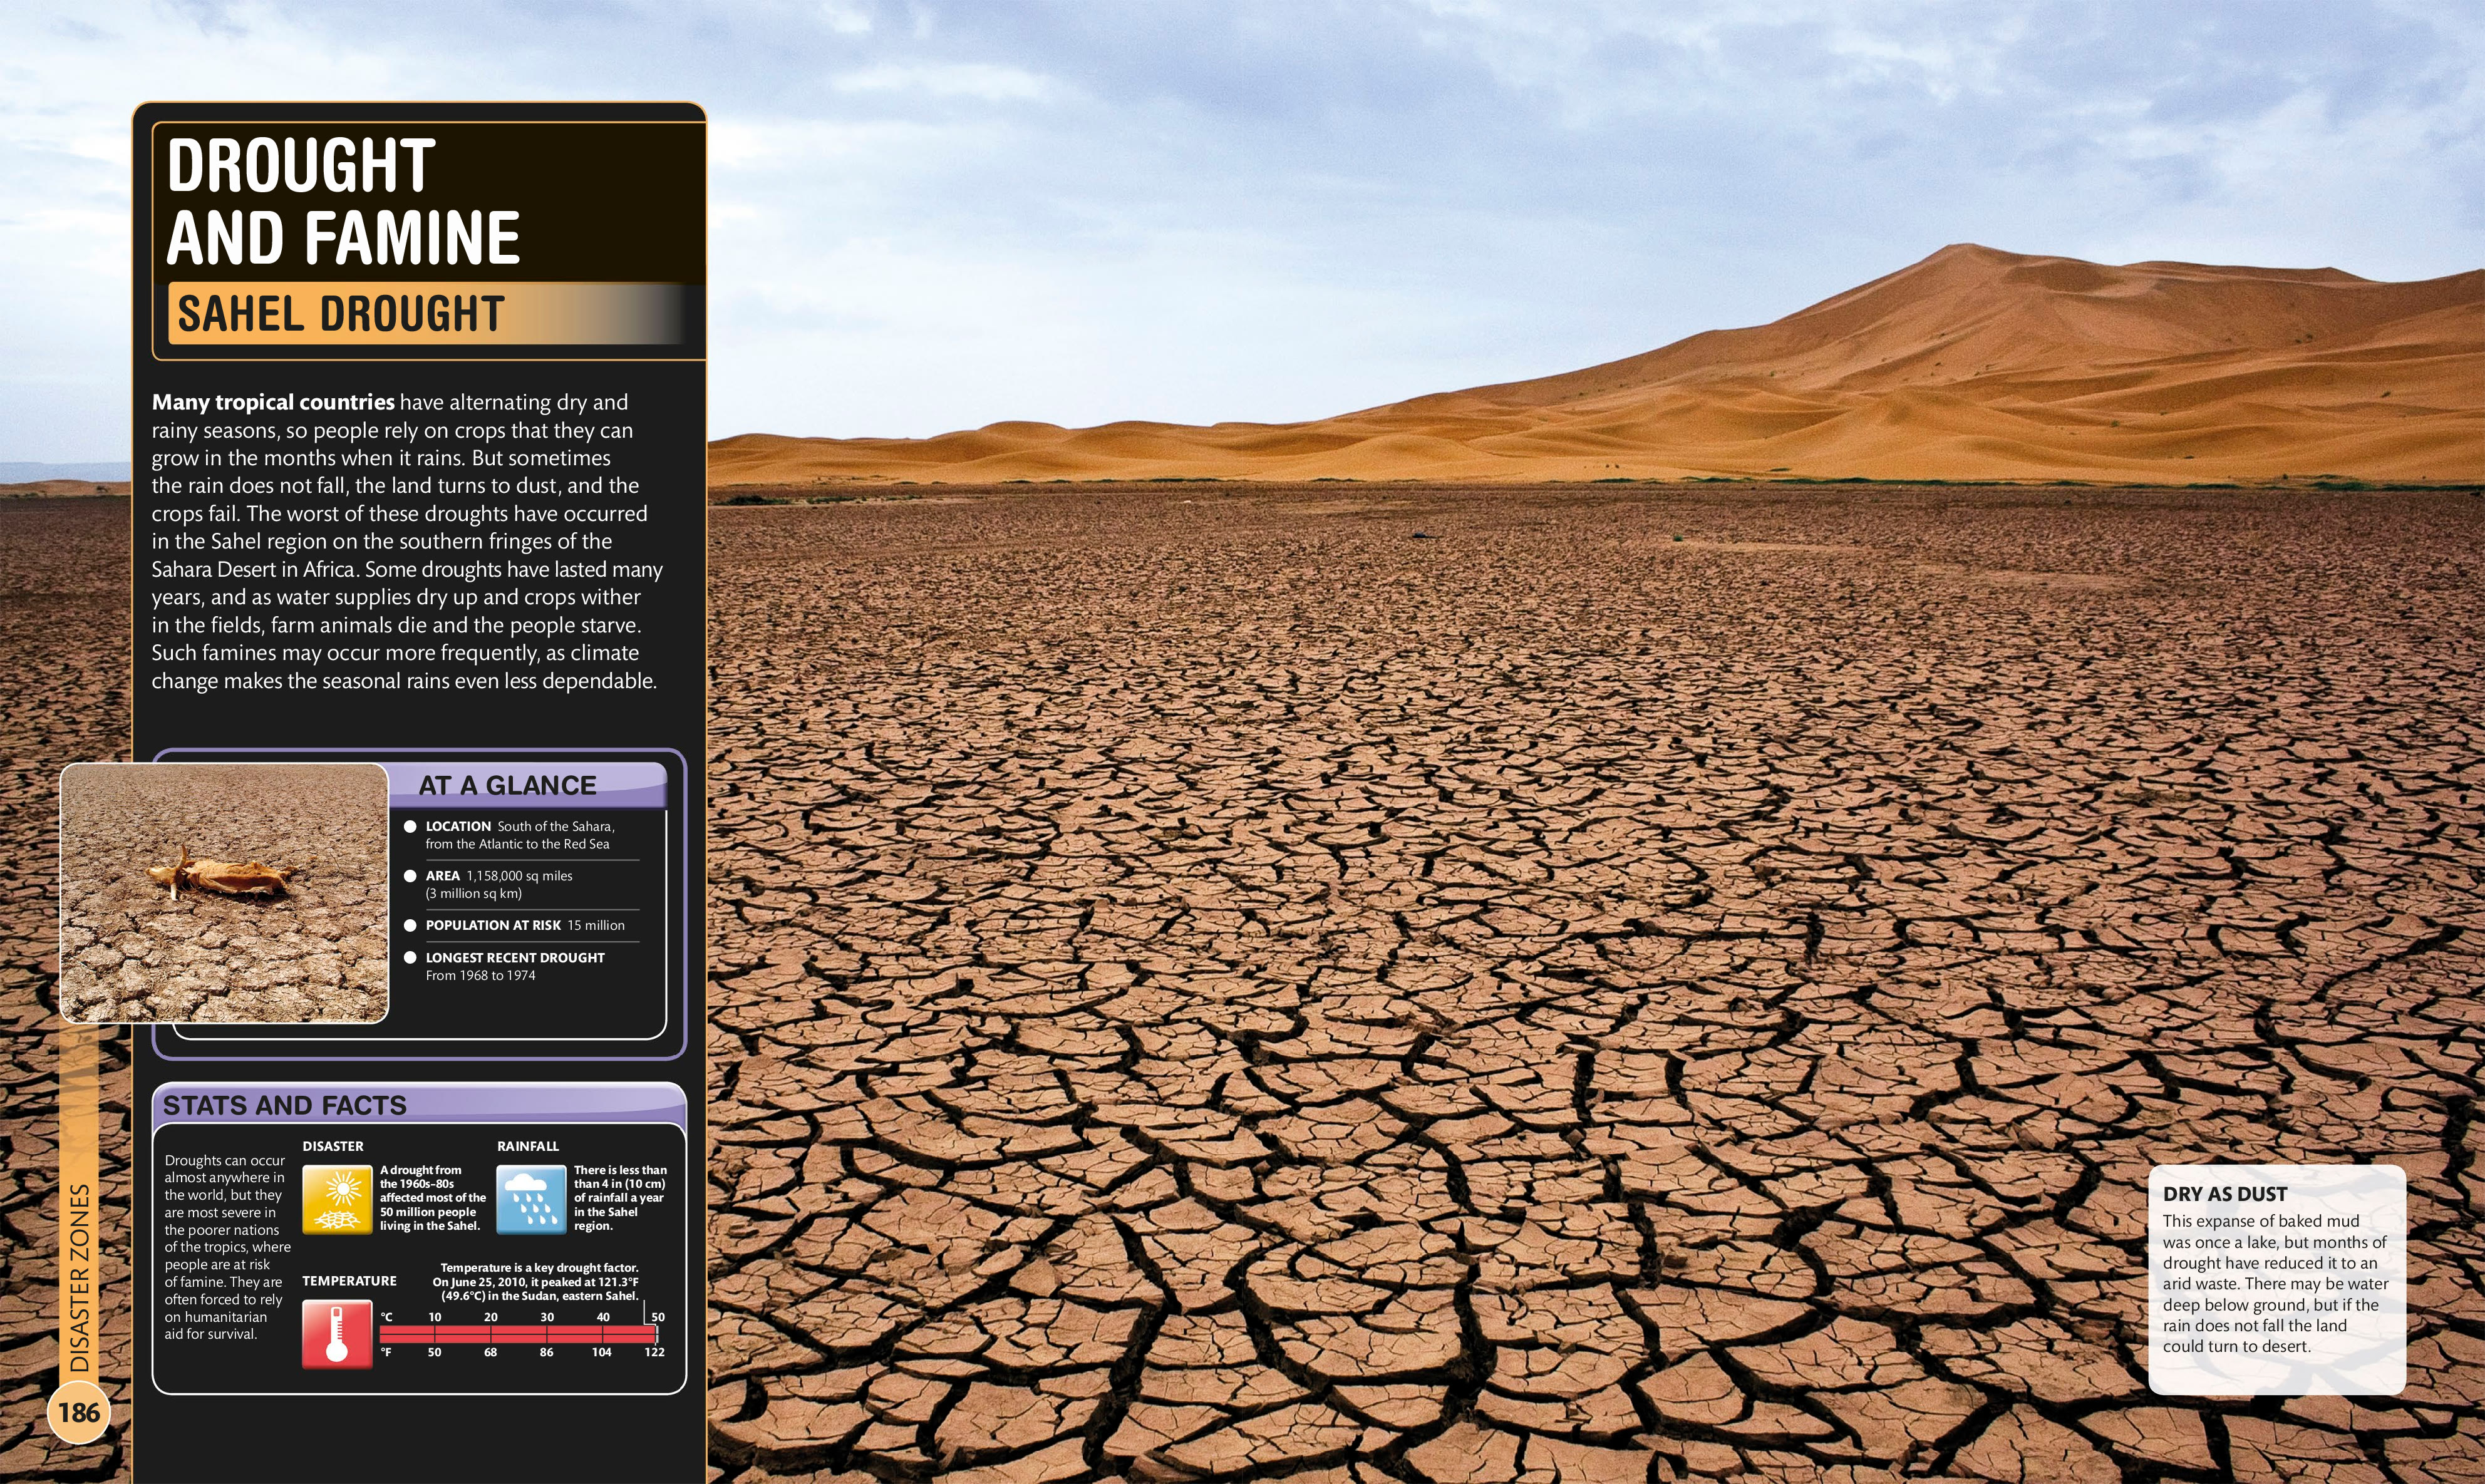 DROUGHT
AND FAMINE
SAHEL DROUGHT
Many tropical countries have alternating dry and
rainy seasons, so people rely on crops that they can
grow in the months when it rains. But sometimes
the rain does not fall, the land turns to dust, and the
crops fail. The worst of these droughts have occurred
in the Sahel region on the southern fringes of the
Sahara Desert in Africa. Some droughts have lasted many
years, and as water supplies dry up and crops wither
in the fields, farm animals die and the people starve.
Such famines may occur more frequently, as climate
change makes the seasonal rains even less dependable.
AT A GLANCE
LOCATION South of the Sahara,
from the Atlantic to the Red Sea
AREA 1,158,000 sq miles
(3 million sq km)
POPULATION AT RISK 15 million
LONGEST RECENT DROUGHT
From 1968 to 1974
STATS AND FACTS
Droughts can occur
almost anywhere in
the world, but they
are most severe in
the poorer nations
of the tropics, where
people are at risk
of famine. They are
often forced to rely
on humanitarian
aid for survival.
DISASTER
A drought from
the 1960s–80s
affected most of the
50 million people
living in the Sahel.
RAINFALL
There is less than
than 4 in (10 cm)
of rainfall a year
in the Sahel
region.
TEMPERATURE
Temperature is a key drought factor.
On June 25, 2010, it peaked at 121.3°F
(49.6°C) in the Sudan, eastern Sahel.
°C 10 20 30 40 50
°F 50 68 86 104 122
DRY AS DUST
This expanse of baked mud
was once a lake, but months of
drought have reduced it to an
arid waste. There may be water
deep below ground, but if the
rain does not fall the land
could turn to desert.
DISASTER ZONES
186